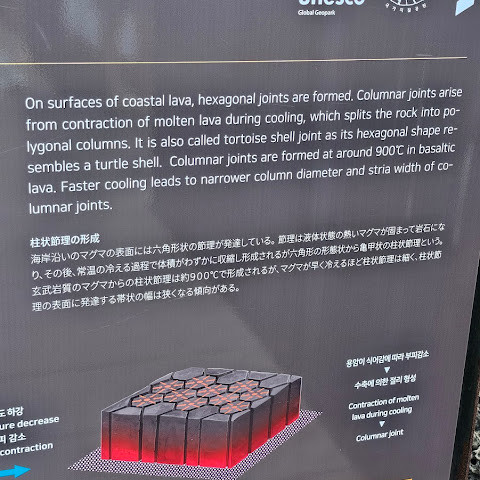 unesco
Global Geopark
On surfaces of coastal lava, hexagonal joints are formed. Columnar joints arise
from contraction of molten lava during cooling, which splits the rock into po-
lygonal columns. It is also called tortoise shell joint as its hexagonal shape re-
sembles a turtle shell.  Columnar joints are formed at around 900℃ in basaltic
lava. Faster cooling leads to narrower column diameter and stria width of co-
lumnar joints.
柱状節理の形成
海岸沿いのマグマの表面には六角形状の節理が発達している。節理は液体状態の熱いマグマが固まって岩石にな
り、その後、常温の冷える過程で体積がわずかに収縮し形成されるが六角形の形態状から亀甲状の柱状節理という。
玄武岩質のマグマからの柱状節理は約900℃で形成されるが、マグマが早く冷えるほど柱状節理は細く、柱状節
理の表面に発達する帯状の幅は狭くなる傾向がある。
용암이 식어감에 따라 부피감소
수축에 의한 절리 형성
Contraction of molten
lava during cooling
Columnar joint
도 하강
ure decrease
피 감소
contraction